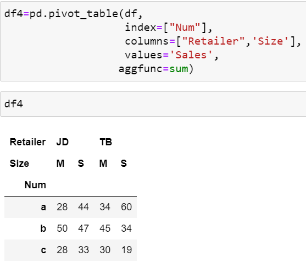 df4=pd.pivot_table(df,
index=["Num"],
columns=["Retailer",'Size'],
values='Sales',
aggfunc=sum)
df4
Retailer JD TB
Size M S M S
Num
a 28 44 34 60
b 50 47 45 34
c 28 33 30 19